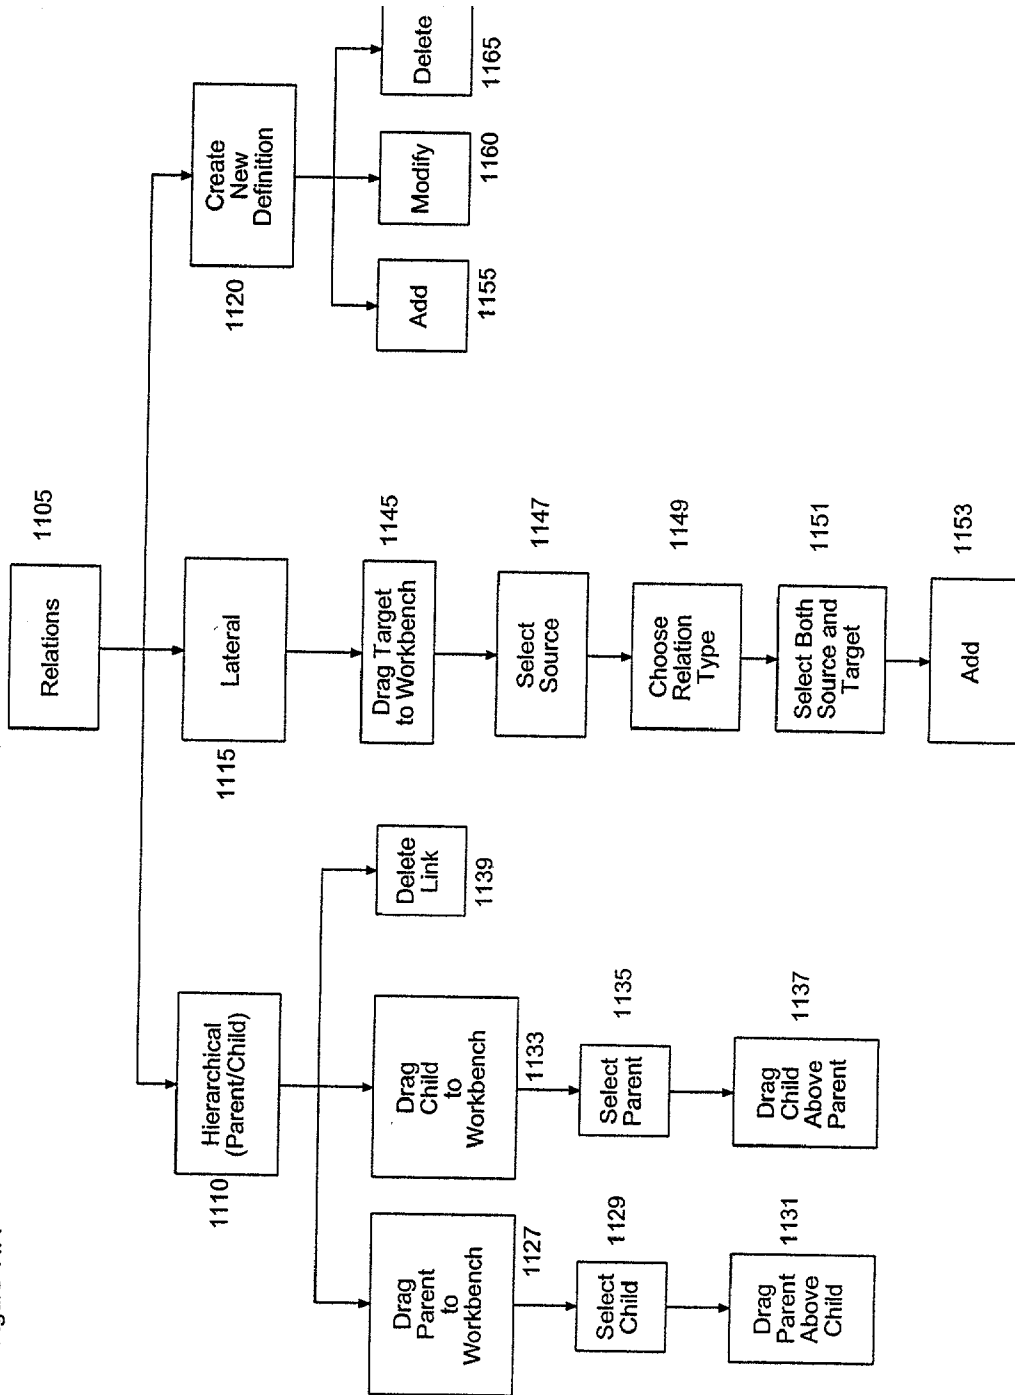 Relations
1105
Hierarchical
(Parent/Child)
1110
Lateral
1115
Create
New
Definition
1120
Drag
Parent
to
Workbench
1127
Drag
Child
to
Workbench
1133
Delete
Link
1139
Drag Target
to Workbench
1145
Add
1155
Modify
1160
Delete
1165
Select
Child
1129
Select
Parent
1135
Select
Source
1147
Drag
Parent
Above
Child
1131
Drag
Child
Above
Parent
1137
Choose
Relation
Type
1149
Select Both
Source and
Target
1151
Add
1153